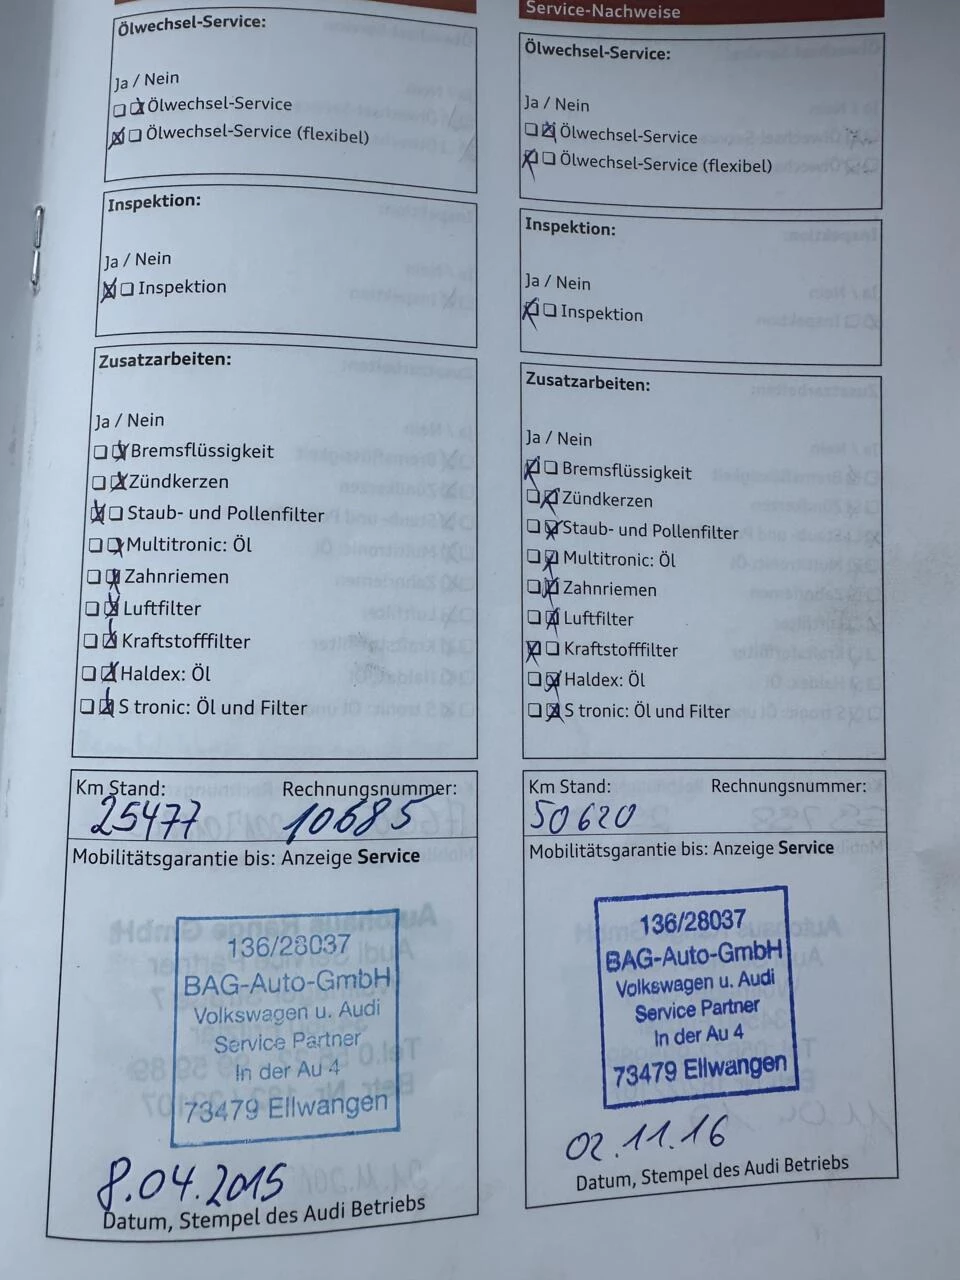 Ölwechsel-Service:
Ja / Nein
Ölwechsel-Service
Ölwechsel-Service (flexibel)
Inspektion:
Ja / Nein
Inspektion
Zusatzarbeiten:
Ja / Nein
Bremsflüssigkeit
Zündkerzen
Staub- und Pollenfilter
Multitronic: Öl
Zahnriemen
Luftfilter
Kraftstofffilter
Haldex: Öl
S tronic: Öl und Filter
Km Stand: Rechnungsnummer:
25477 10685
Mobilitätsgarantie bis: Anzeige Service
136/28037
BAG-Auto-GmbH
Volkswagen u. Audi
Service Partner
In der Au 4
73479 Ellwangen
8.04.2015
Datum, Stempel des Audi Betriebs
Service-Nachweise
Ölwechsel-Service:
Ja / Nein
Ölwechsel-Service
Ölwechsel-Service (flexibel)
Inspektion:
Ja / Nein
Inspektion
Zusatzarbeiten:
Ja / Nein
Bremsflüssigkeit
Zündkerzen
Staub- und Pollenfilter
Multitronic: Öl
Zahnriemen
Luftfilter
Kraftstofffilter
Haldex: Öl
S tronic: Öl und Filter
Km Stand: Rechnungsnummer:
50620
Mobilitätsgarantie bis: Anzeige Service
136/28037
BAG-Auto-GmbH
Volkswagen u. Audi
Service Partner
In der Au 4
73479 Ellwangen
02.11.16
Datum, Stempel des Audi Betriebs